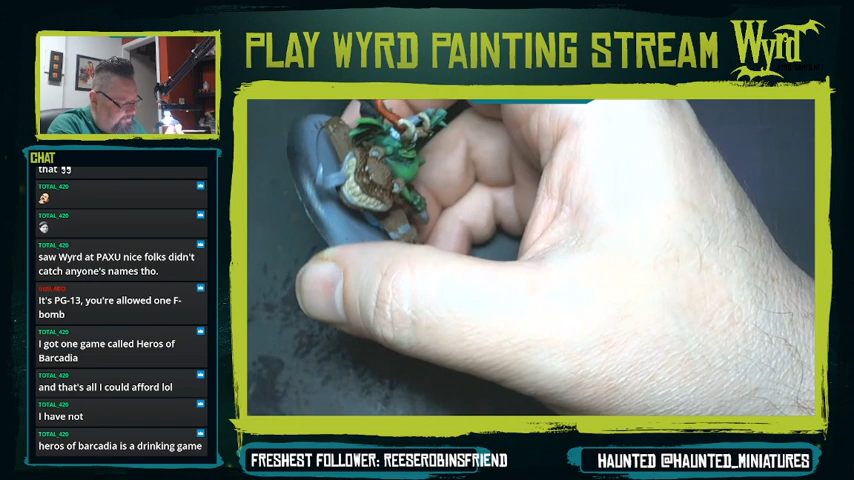 PLAY WYRD PAINTING STREAM
Wyrd
CHAT
that
TOTAL_420
TOTAL_420
TOTAL_420
saw Wyrd at PAXU nice folks didn't
catch anyone's names tho.
It's PG-13, you're allowed one F-
bomb
TOTAL_420
I got one game called Heros of
Barcadia
TOTAL_420
and that's all I could afford lol
TOTAL_420
I have not
TOTAL_420
heros of barcadia is a drinking game
FRESHEST FOLLOWER: REESEROBINSFRIEND
HAUNTED @HAUNTED_MINIATURES